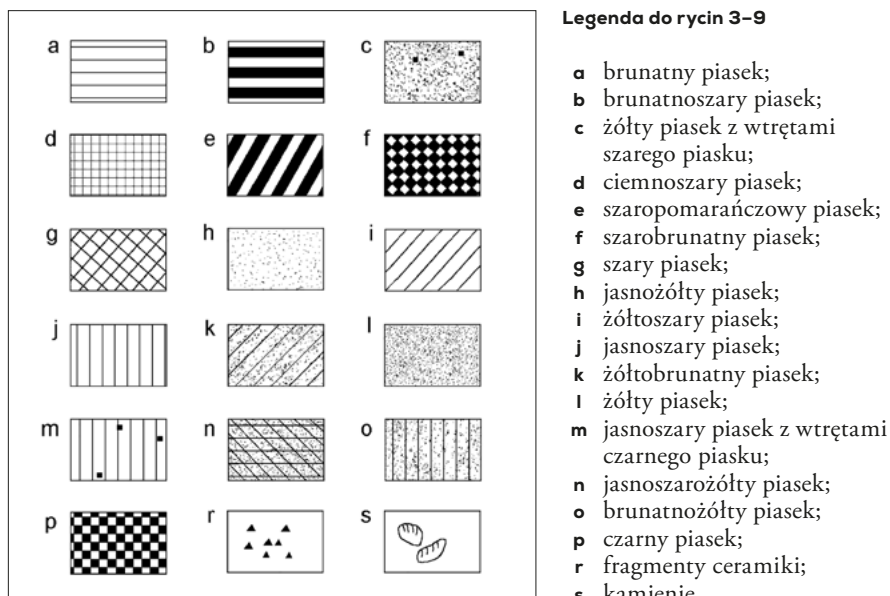 a
b
c
d
e
f
g
h
i
j
k
l
m
n
o
p
r
s
Legenda do rycin 3–9
a brunatny piasek;
b brunatnoszary piasek;
c żółty piasek z wtrętami
szarego piasku;
d ciemnoszary piasek;
e szaropomarańczowy piasek;
f szarobrunatny piasek;
g szary piasek;
h jasnożółty piasek;
i żółtoszary piasek;
j jasnoszary piasek;
k żółtobrunatny piasek;
l żółty piasek;
m jasnoszary piasek z wtrętami
czarnego piasku;
n jasnoszarożółty piasek;
o brunatnożółty piasek;
p czarny piasek;
r fragmenty ceramiki;
s kamienie